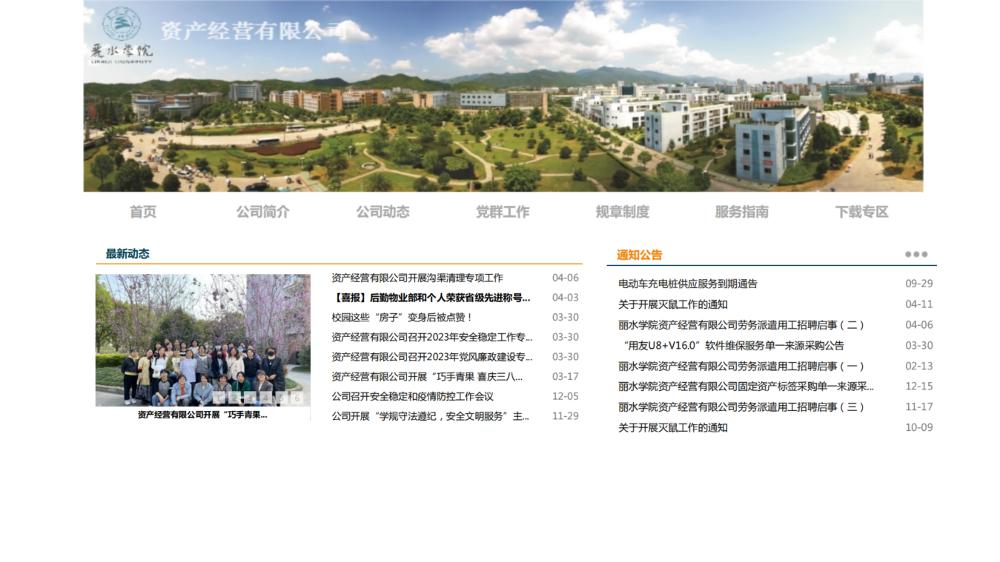 麗水学院
LISHUI UNIVERSITY
资产经营有限公司
首页 公司简介 公司动态 党群工作 规章制度 服务指南 下载专区
最新动态
资产经营有限公司开展沟渠清理专项工作 04-06
【喜报】后勤物业部和个人荣获省级先进称号... 04-03
校园这些“房子”变身后被点赞！ 03-30
资产经营有限公司召开2023年安全稳定工作专... 03-30
资产经营有限公司召开2023年党风廉政建设专... 03-30
资产经营有限公司开展“巧手青果 喜庆三八... 03-17
公司召开安全稳定和疫情防控工作会议 12-05
公司开展“学规守法遵纪，安全文明服务”主... 11-29
1 2 3 4 5 6
资产经营有限公司开展“巧手青果...
通知公告
电动车充电桩供应服务到期通告 09-29
关于开展灭鼠工作的通知 04-11
丽水学院资产经营有限公司劳务派遣用工招聘启事（二） 04-06
“用友U8+V16.0”软件维保服务单一来源采购公告 03-30
丽水学院资产经营有限公司劳务派遣用工招聘启事（一） 02-13
丽水学院资产经营有限公司固定资产标签采购单一来源采... 12-15
丽水学院资产经营有限公司劳务派遣用工招聘启事（三） 11-17
关于开展灭鼠工作的通知 10-09